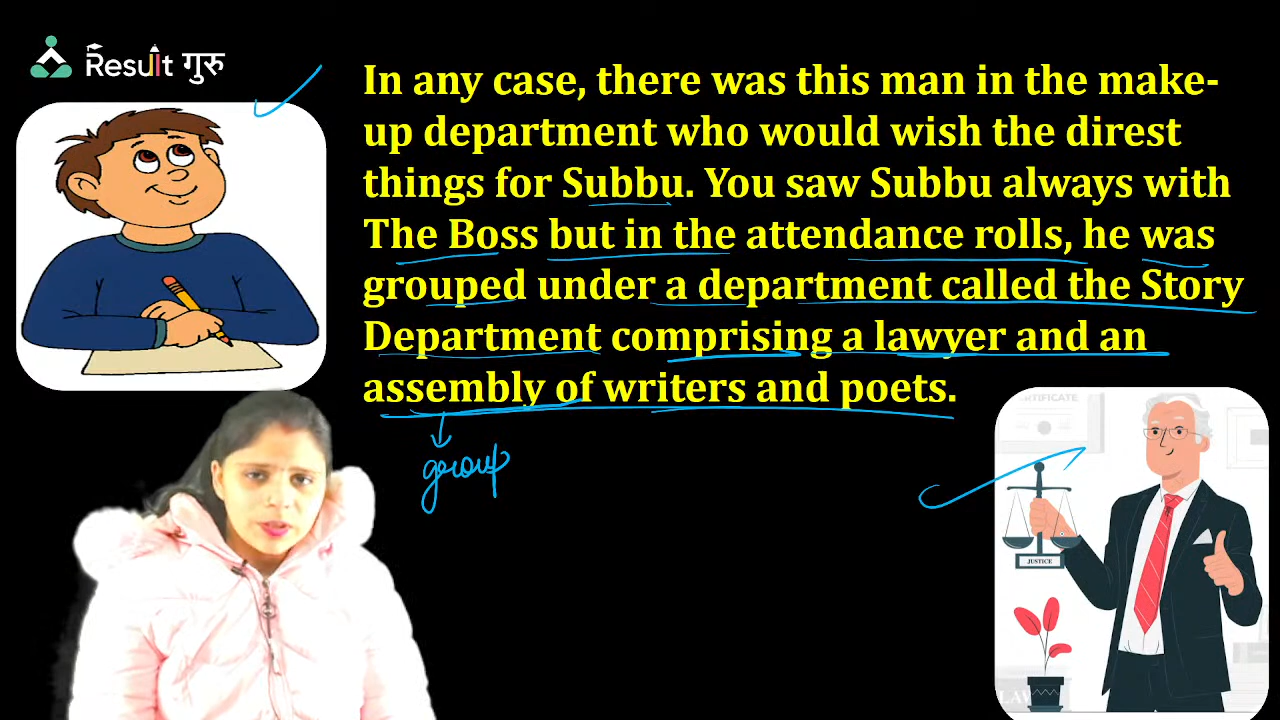 Result गुरु
In any case, there was this man in the make-
up department who would wish the direst
things for Subbu. You saw Subbu always with
The Boss but in the attendance rolls, he was
grouped under a department called the Story
Department comprising a lawyer and an
assembly of writers and poets.
group
CERTIFICATE
JUSTICE
LAW